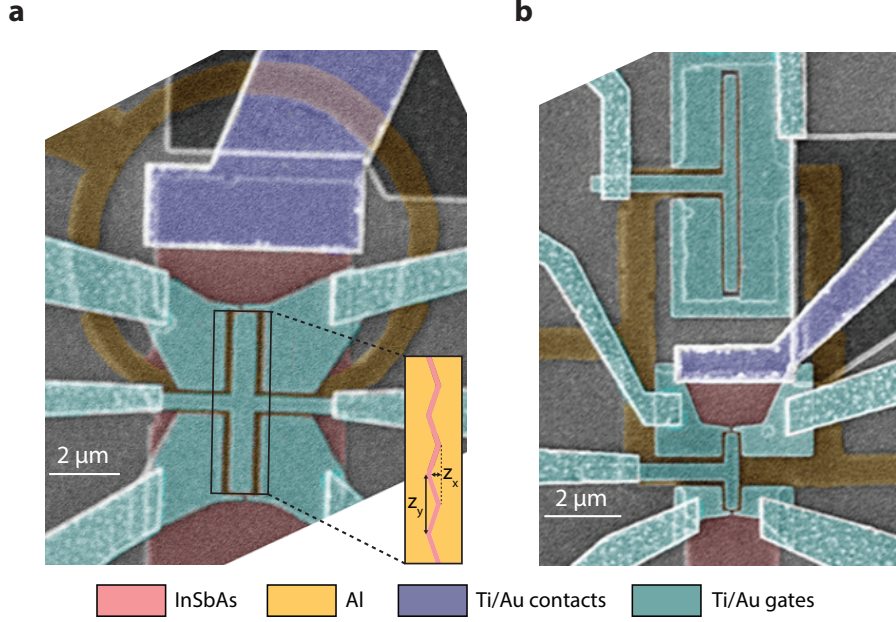 a
b
2 μm
z_x
z_y
2 μm
InSbAs
Al
Ti/Au contacts
Ti/Au gates